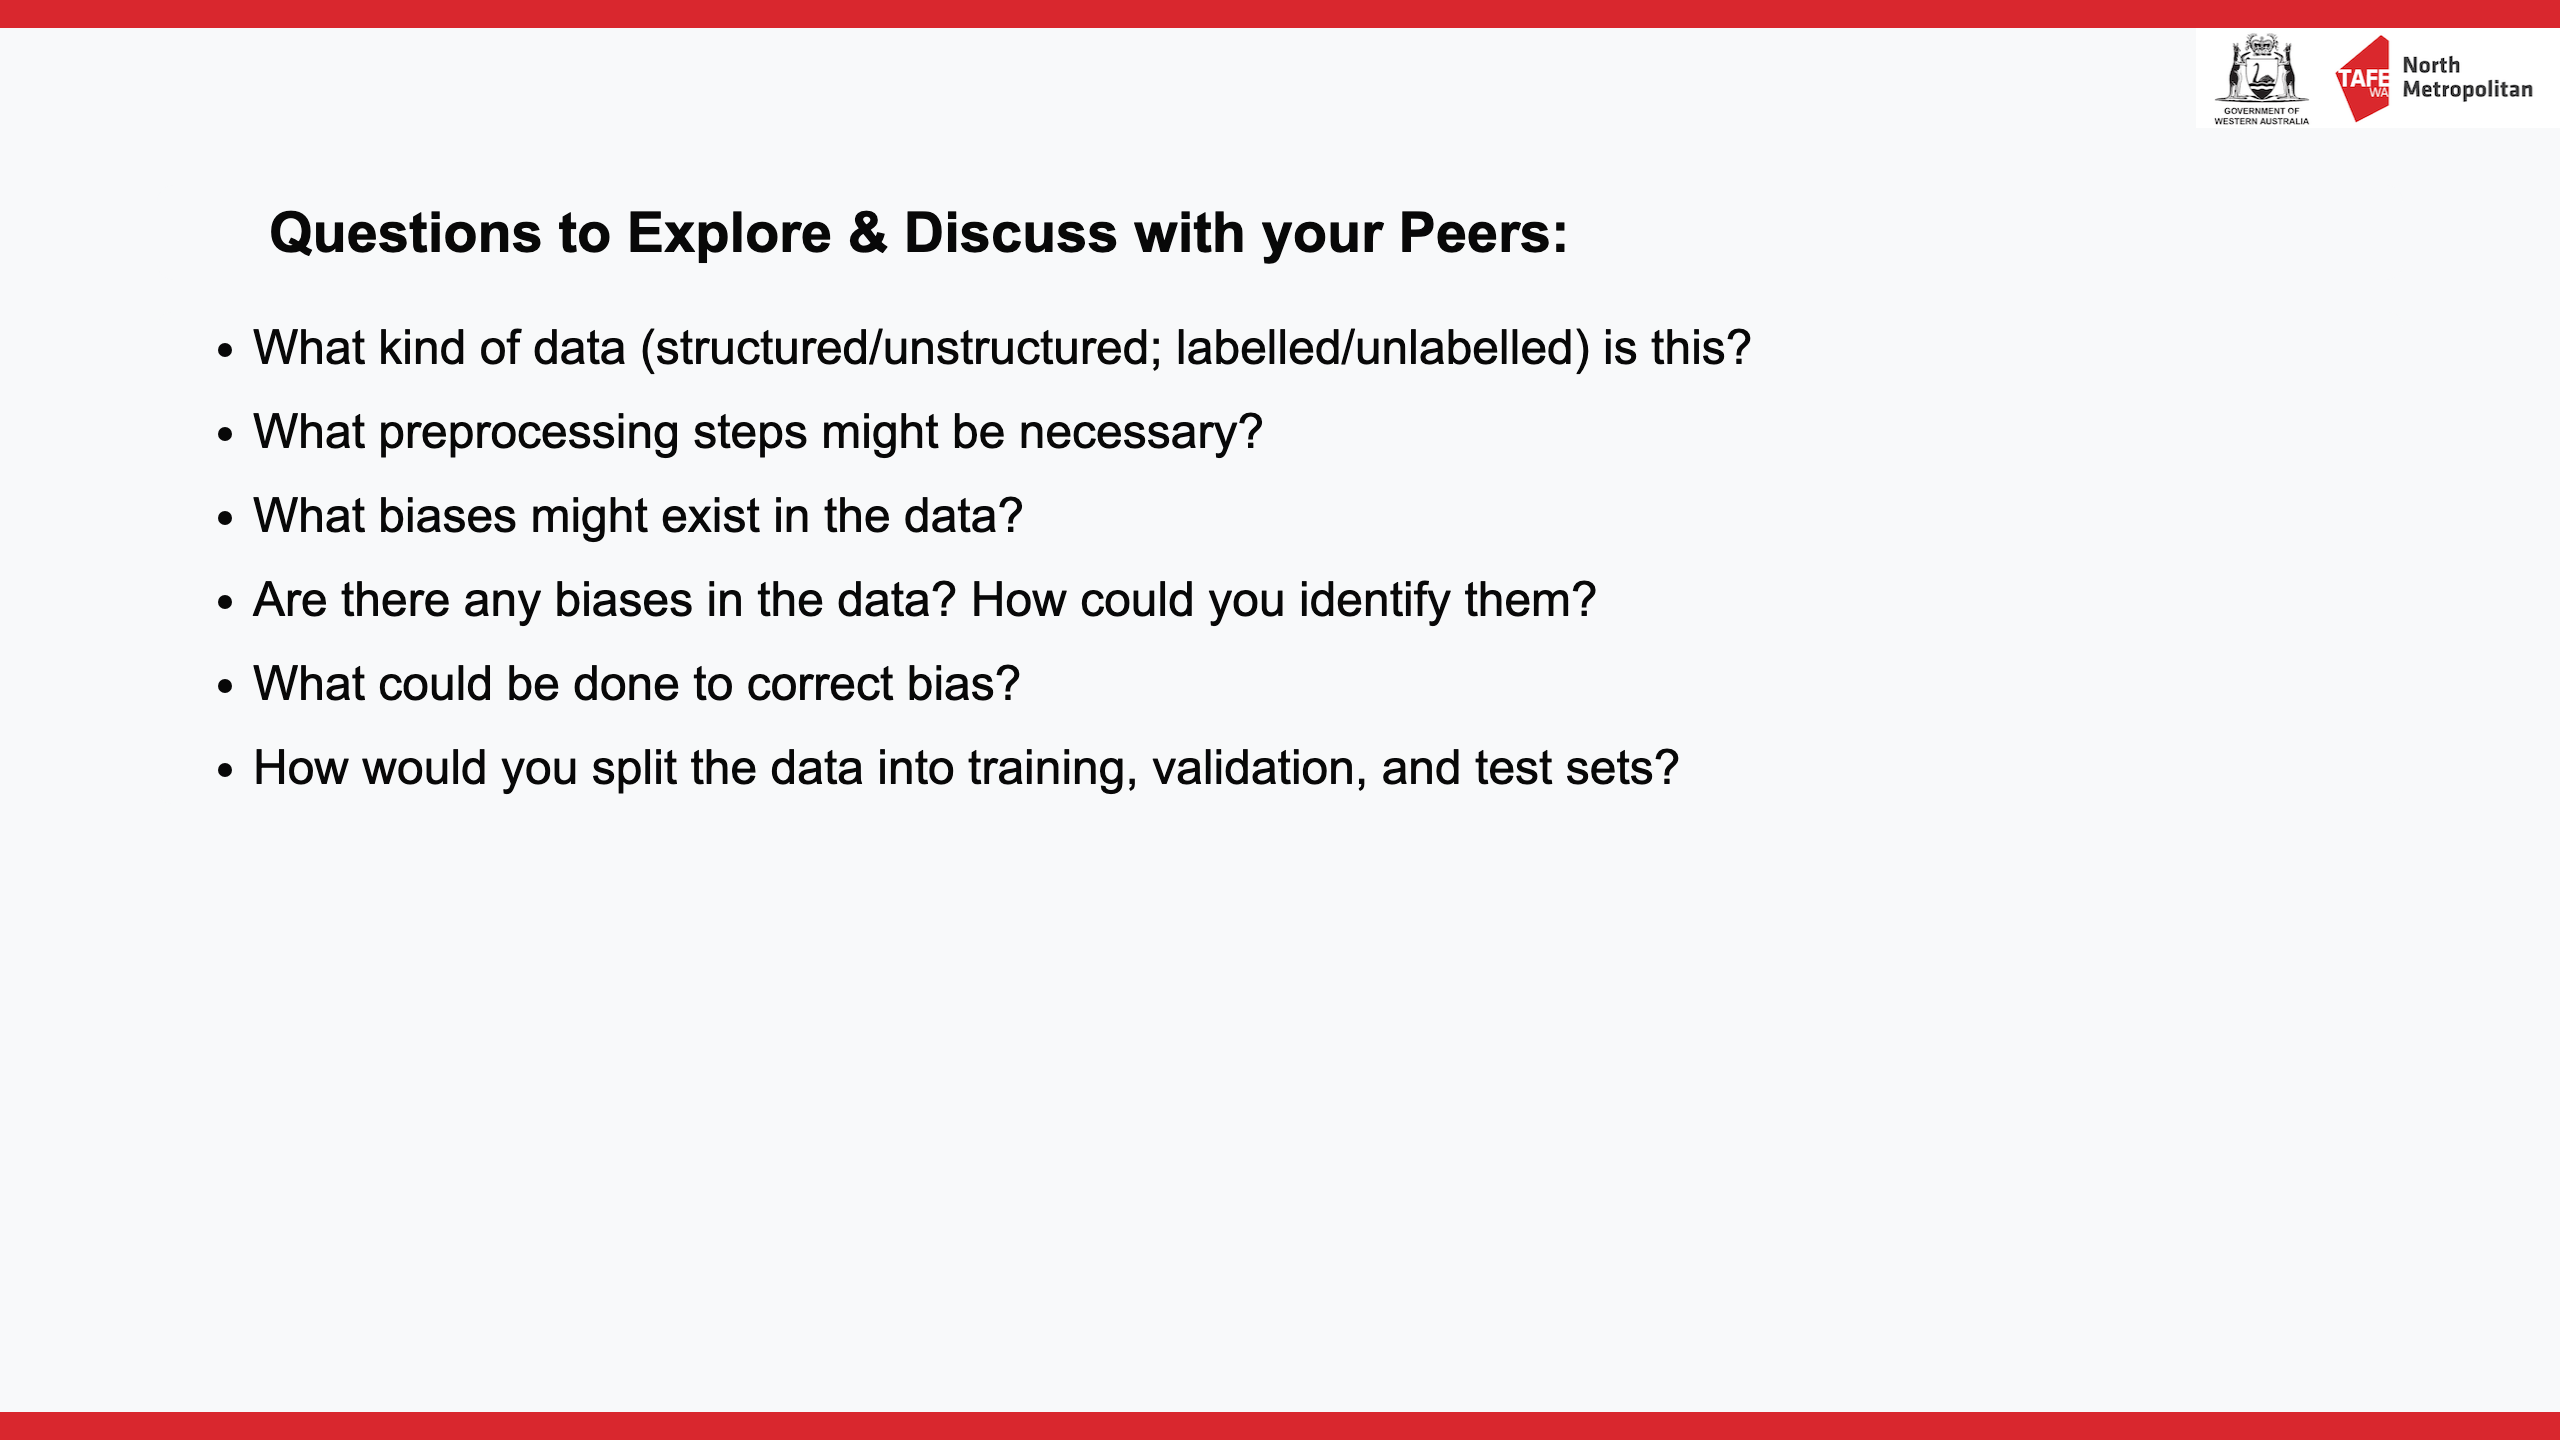 GOVERNMENT OF
WESTERN AUSTRALIA
TAFE
WA
North
Metropolitan
Questions to Explore & Discuss with your Peers:
• What kind of data (structured/unstructured; labelled/unlabelled) is this?
• What preprocessing steps might be necessary?
• What biases might exist in the data?
• Are there any biases in the data? How could you identify them?
• What could be done to correct bias?
• How would you split the data into training, validation, and test sets?